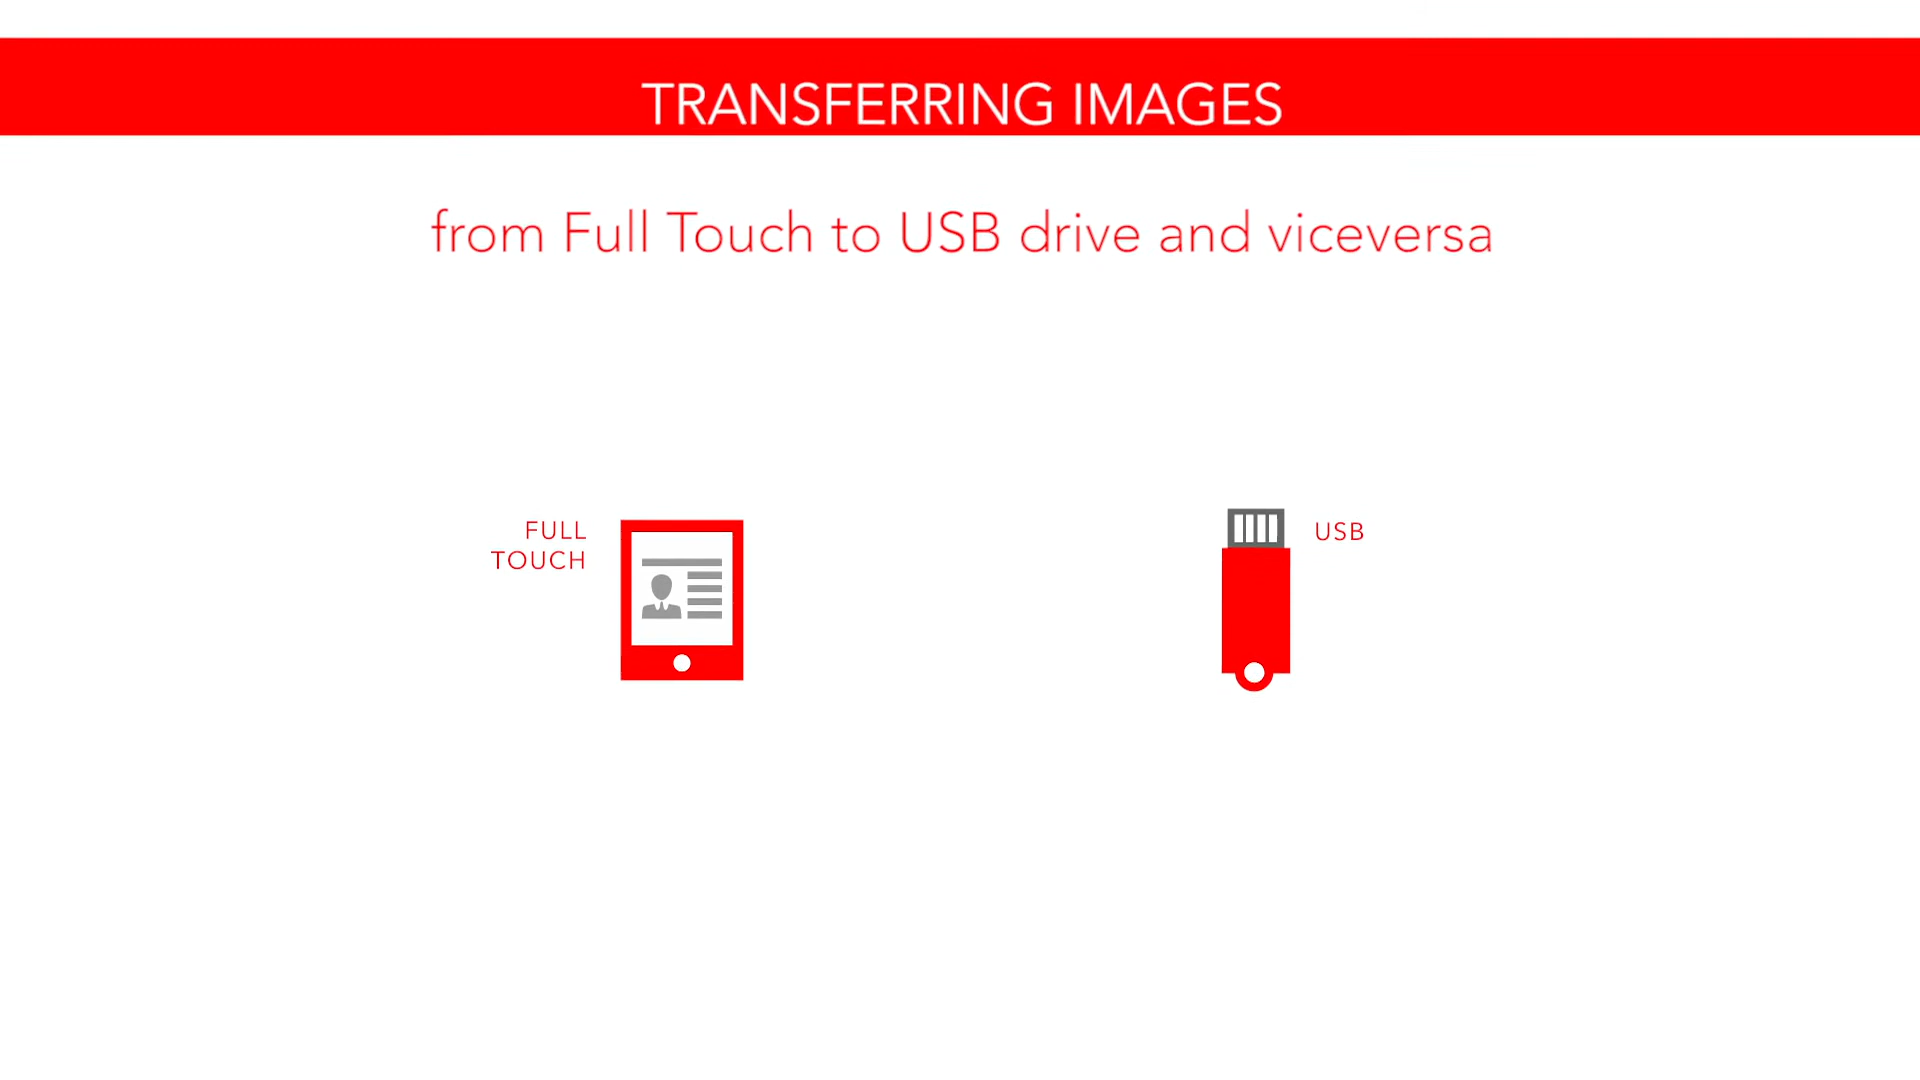 TRANSFERRING IMAGES
from Full Touch to USB drive and viceversa
FULL
TOUCH
USB